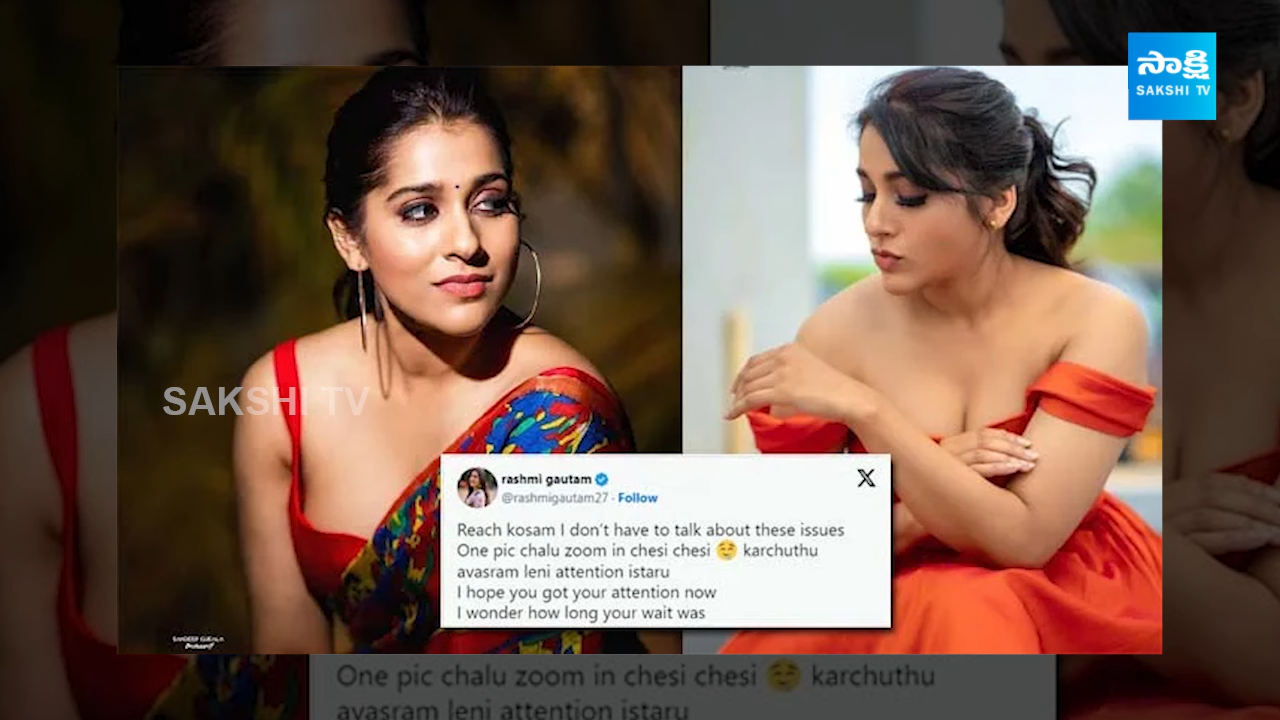 సాక్షి
SAKSHI TV
SAKSHI TV
rashmi gautam
@rashmigautam27 · Follow
Reach kosam I don't have to talk about these issues
One pic chalu zoom in chesi chesi 😏 karchuthu
avasram leni attention istaru
I hope you got your attention now
I wonder how long your wait was
One pic chalu zoom in chesi chesi 😏 karchuthu
avasram leni attention istaru